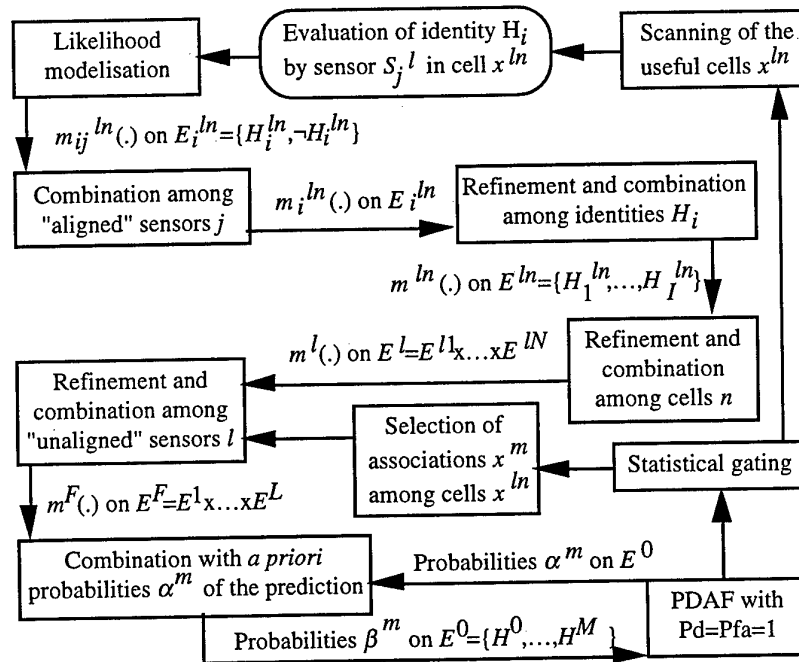 Likelihood
modelisation
Evaluation of identity H_i
by sensor S_j^l in cell x^{ln}
Scanning of the
useful cells x^{ln}
m_{ij}^{ln}(.) on E_i^{ln}={H_i^{ln},¬H_i^{ln}}
Combination among
"aligned" sensors j
m_i^{ln}(.) on E_i^{ln}
Refinement and combination
among identities H_i
m^{ln}(.) on E^{ln}={H_1^{ln},...,H_I^{ln}}
Refinement and
combination
among cells n
m^l(.) on E^l=E^{l1}x...xE^{lN}
Refinement and
combination among
"unaligned" sensors l
Selection of
associations x^m
among cells x^{ln}
Statistical gating
m^F(.) on E^F=E^1x...xE^L
Combination with a priori
probabilities α^m of the prediction
Probabilities α^m on E^0
PDAF with
Pd=Pfa=1
Probabilities β^m on E^0={H^0,...,H^M}